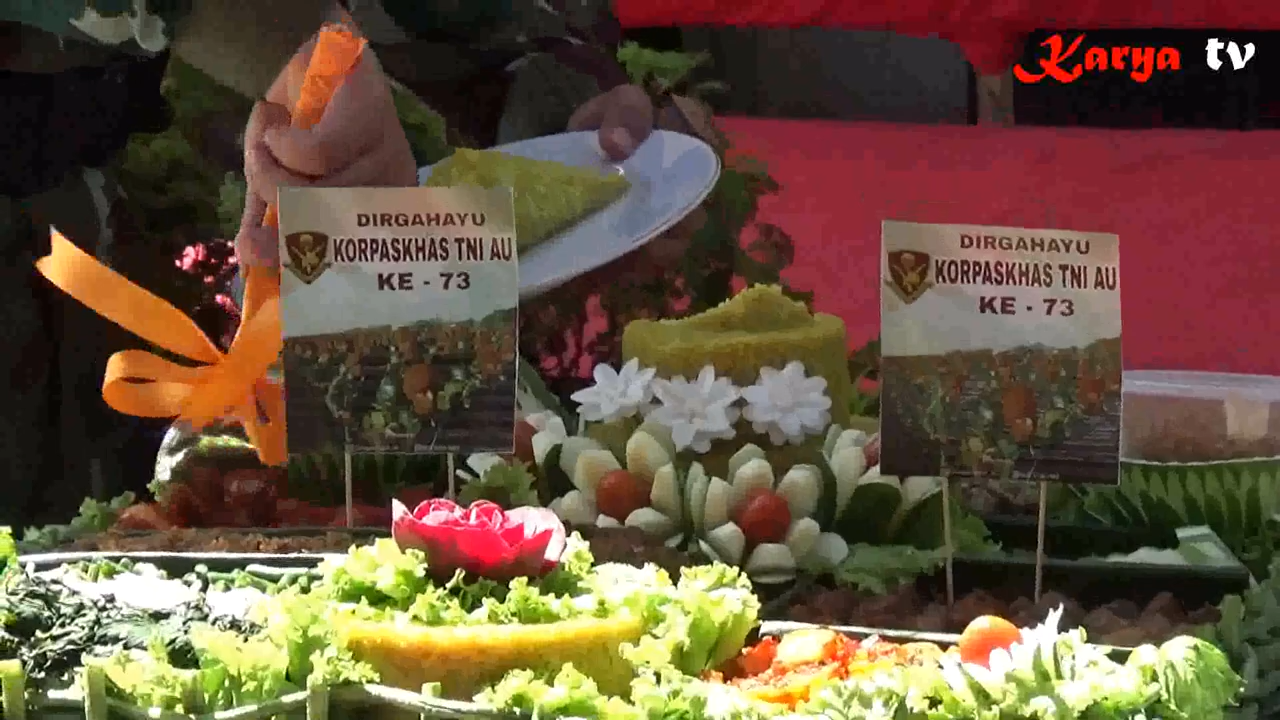 Karya tv
DIRGAHAYU
KORPASKHAS TNI AU
KE - 73
DIRGAHAYU
KORPASKHAS TNI AU
KE - 73